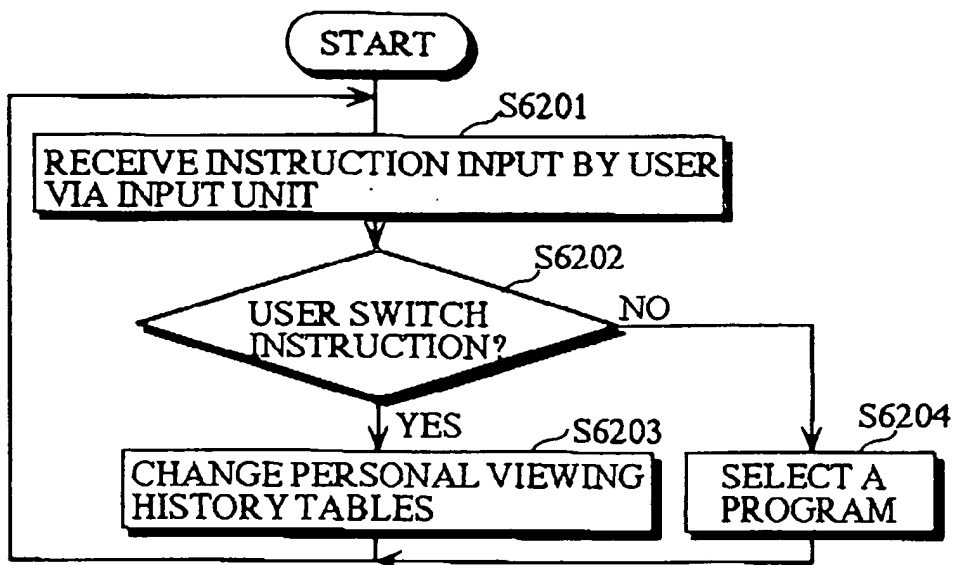 START
S6201
RECEIVE INSTRUCTION INPUT BY USER
VIA INPUT UNIT
S6202
USER SWITCH
INSTRUCTION?
NO
YES
S6203
CHANGE PERSONAL VIEWING
HISTORY TABLES
S6204
SELECT A
PROGRAM